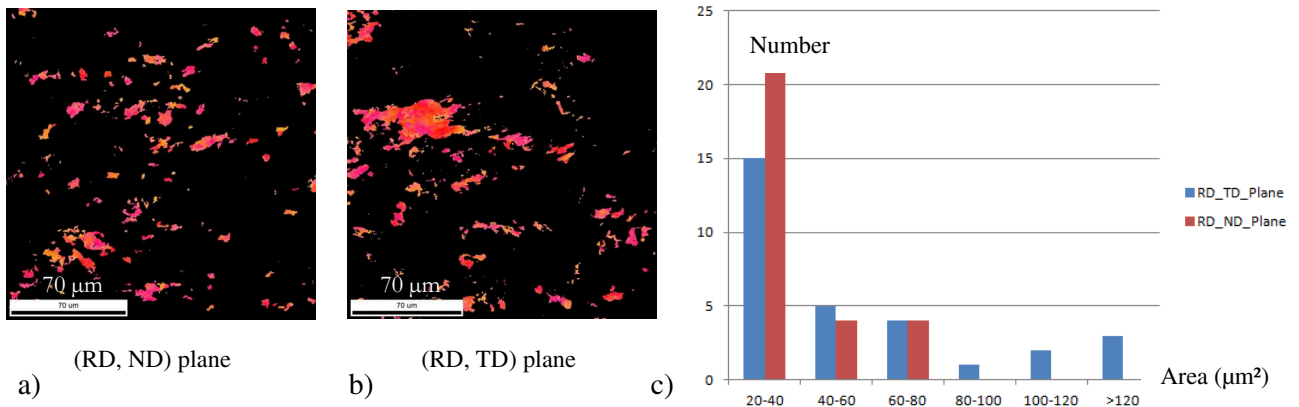 70 µm
70 um
(RD, ND) plane
a)
70 µm
70 um
(RD, TD) plane
b)
25
20
15
10
5
0
Number
20-40
40-60
60-80
80-100
100-120
>120
Area (µm²)
RD_TD_Plane
RD_ND_Plane
c)